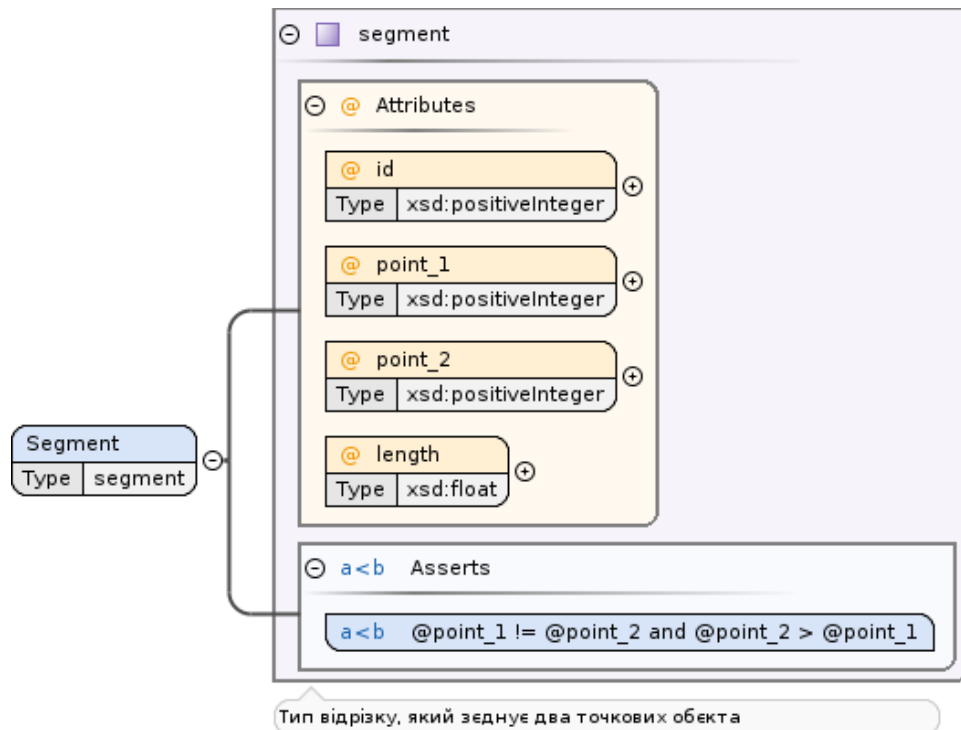 segment
@ Attributes
@ id
Type xsd:positiveInteger
@ point_1
Type xsd:positiveInteger
@ point_2
Type xsd:positiveInteger
@ length
Type xsd:float
Segment
Type segment
a<b Asserts
a<b @point_1 != @point_2 and @point_2 > @point_1
Тип відрізку, який зєднує два точкових обєкта